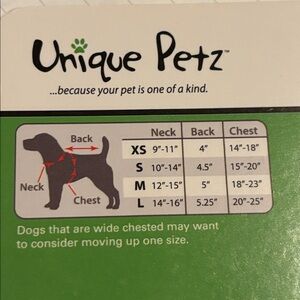 Unique Petz™
...because your pet is one of a kind.
Back
Neck
Chest
Neck Back Chest
XS 9"-11" 4" 14"-18"
S 10"-14" 4.5" 15"-20"
M 12"-15" 5" 18"-23"
L 14"-16" 5.25" 20"-25"
Dogs that are wide chested may want
to consider moving up one size.